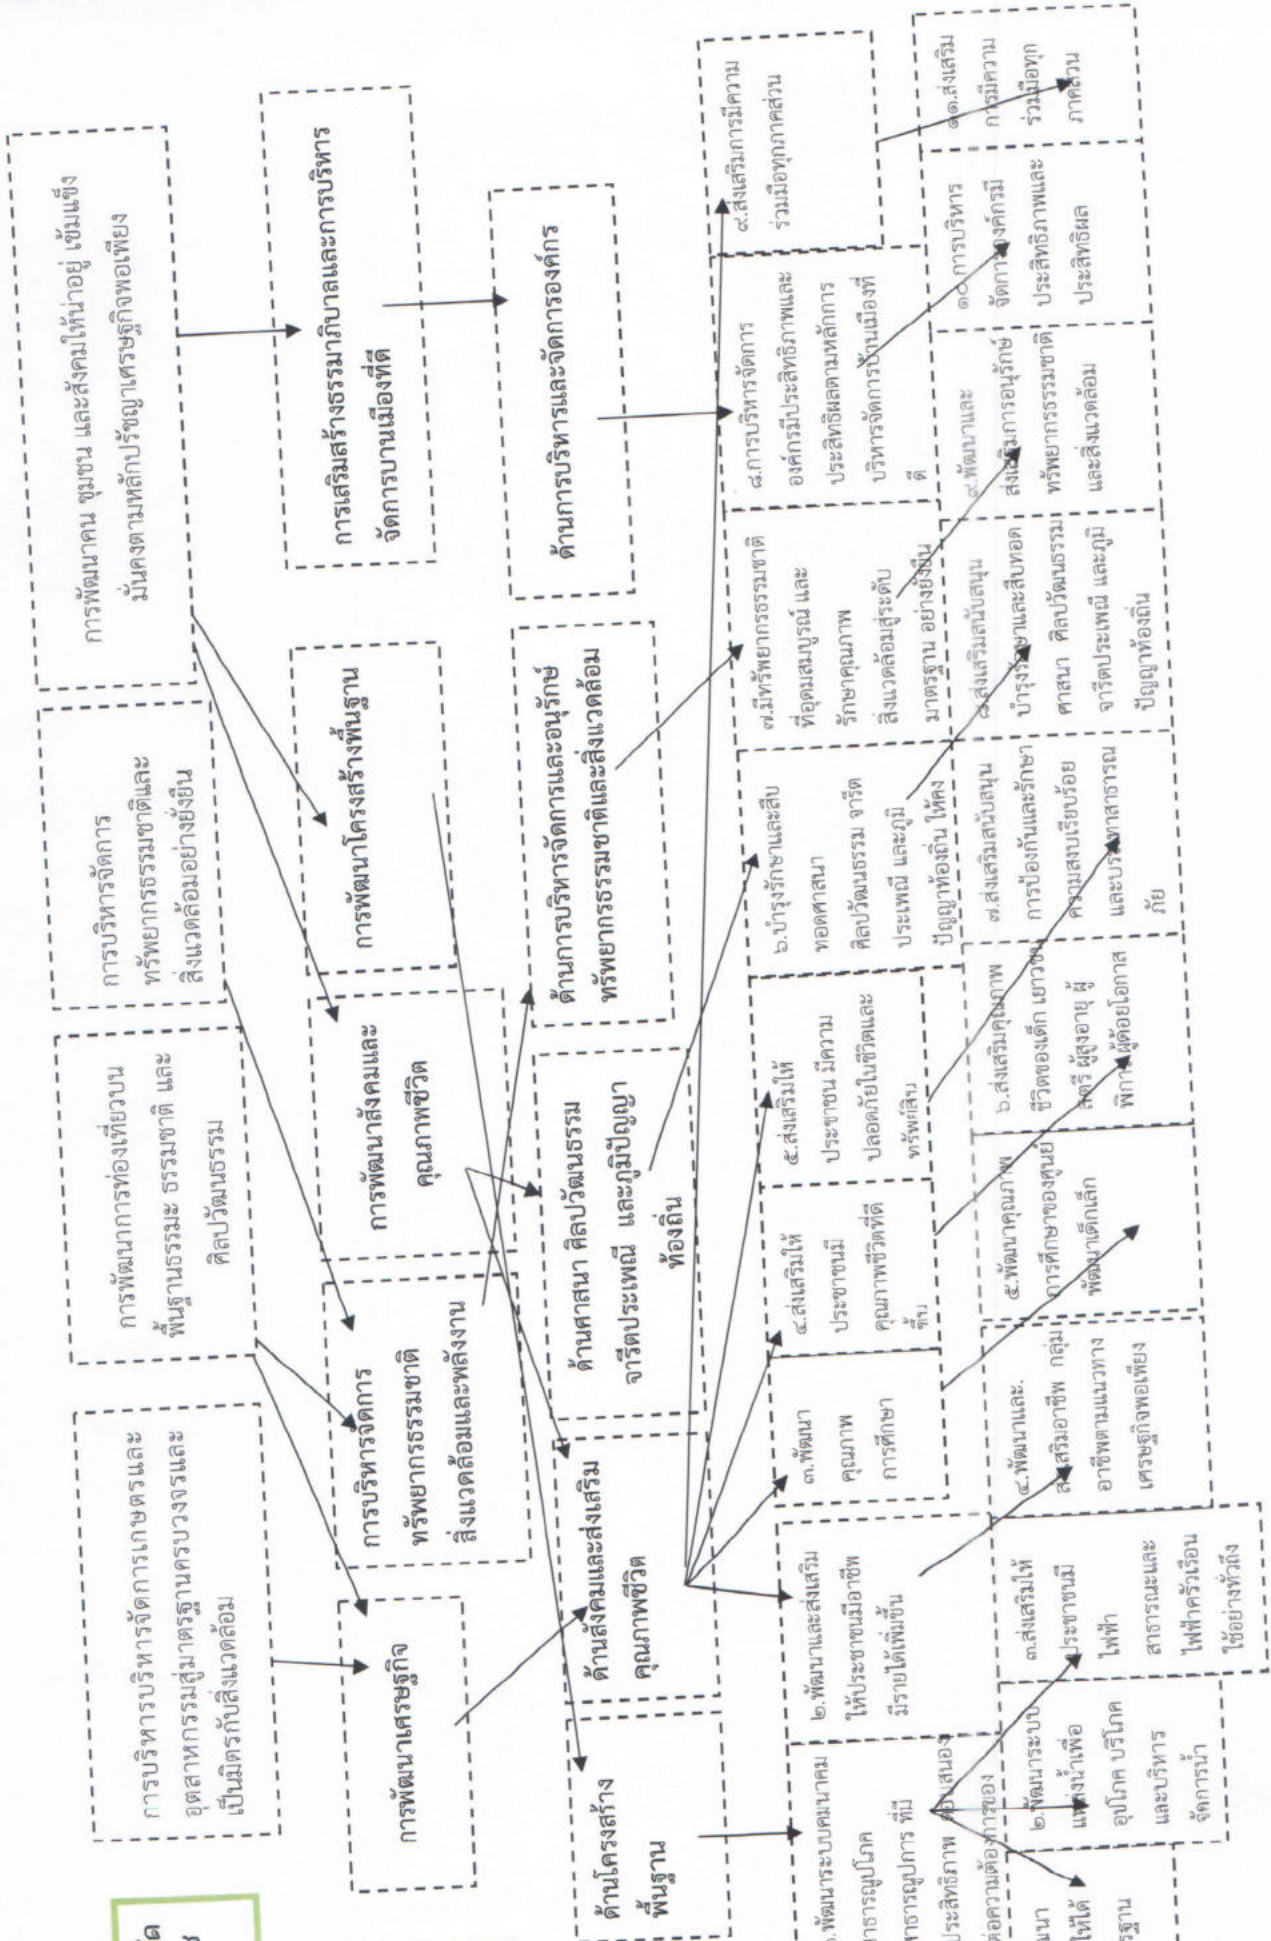 ด
ช
การบริหารจัดการเกษตรและ
อุตสาหกรรมสู่มาตรฐานครบวงจรและ
เป็นมิตรกับสิ่งแวดล้อม
การพัฒนาการท่องเที่ยวบน
พื้นฐานธรรมะ ธรรมชาติ และ
ศิลปวัฒนธรรม
การบริหารจัดการ
ทรัพยากรธรรมชาติและ
สิ่งแวดล้อมอย่างยั่งยืน
การพัฒนาคน ชุมชน และสังคมให้น่าอยู่ เข้มแข็ง
มั่นคงตามหลักปรัชญาเศรษฐกิจพอเพียง
การพัฒนาเศรษฐกิจ
การบริหารจัดการ
ทรัพยากรธรรมชาติ
สิ่งแวดล้อมและพลังงาน
การพัฒนาสังคมและ
คุณภาพชีวิต
การพัฒนาโครงสร้างพื้นฐาน
การเสริมสร้างธรรมาภิบาลและการบริหาร
จัดการบานเมืองที่ดี
ด้านโครงสร้าง
พื้นฐาน
ด้านสังคมและส่งเสริม
คุณภาพชีวิต
ด้านศาสนา ศิลปวัฒนธรรม
จารีตประเพณี และภูมิปัญญา
ท้องถิ่น
ด้านการบริหารจัดการและอนุรักษ์
ทรัพยากรธรรมชาติและสิ่งแวดล้อม
ด้านการบริหารและจัดการองค์กร
.พัฒนาระบบคมนาคม
าธารณูปโภค
าธารณูปการ ที่มี
ประสิทธิภาพ ตอบสนอง
ต่อความต้องการของ
๒.พัฒนาและส่งเสริม
ให้ประชาชนมีอาชีพ
มีรายได้เพิ่มขึ้น
๓.พัฒนา
คุณภาพ
การศึกษา
๔.ส่งเสริมให้
ประชาชนมี
คุณภาพชีวิตที่ดี
ขึ้น
๕.ส่งเสริมให้
ประชาชน มีความ
ปลอดภัยในชีวิตและ
ทรัพย์สิน
๖.บำรุงรักษาและสืบ
ทอดศาสนา
ศิลปวัฒนธรรม จารีต
ประเพณี และภูมิ
ปัญญาท้องถิ่น ให้คง
๗.มีทรัพยากรธรรมชาติ
ที่อุดมสมบูรณ์ และ
รักษาคุณภาพ
สิ่งแวดล้อมสู่ระดับ
มาตรฐาน อย่างยั่งยืน
๘.การบริหารจัดการ
องค์กรมีประสิทธิภาพและ
ประสิทธิผลตามหลักการ
บริหารจัดการบ้านเมืองที่
ดี
๙.ส่งเสริมการมีความ
ร่วมมือทุกภาคส่วน
ฒนา
ให้ได้
รฐาน
๒.พัฒนาระบบ
แหล่งน้ำเพื่อ
อุปโภค บริโภค
และบริหาร
จัดการน้ำ
๓.ส่งเสริมให้
ประชาชนมี
ไฟฟ้า
สาธารณะและ
ไฟฟ้าครัวเรือน
ใช้อย่างทั่วถึง
๔.พัฒนาและ.
ส่งเสริมอาชีพ กลุ่ม
อาชีพตามแนวทาง
เศรษฐกิจพอเพียง
๕.พัฒนาคุณภาพ
การศึกษาของศูนย์
พัฒนาเด็กเล็ก
๖.ส่งเสริมคุณภาพ
ชีวิตของเด็ก เยาวชน
สตรี ผู้สูงอายุ ผู้
พิการ ผู้ด้อยโอกาส
๗.ส่งเสริมสนับสนุน
การป้องกันและรักษา
ความสงบเรียบร้อย
และบรรเทาสาธารณ
ภัย
๘.ส่งเสริมสนับสนุน
บำรุงรักษาและสืบทอด
ศาสนา ศิลปวัฒนธรรม
จารีตประเพณี และภูมิ
ปัญญาท้องถิ่น
๙.พัฒนาและ
ส่งเสริมการอนุรักษ์
ทรัพยากรธรรมชาติ
และสิ่งแวดล้อม
๑๐.การบริหาร
จัดการองค์กรมี
ประสิทธิภาพและ
ประสิทธิผล
๑๑.ส่งเสริม
การมีความ
ร่วมมือทุก
ภาคส่วน